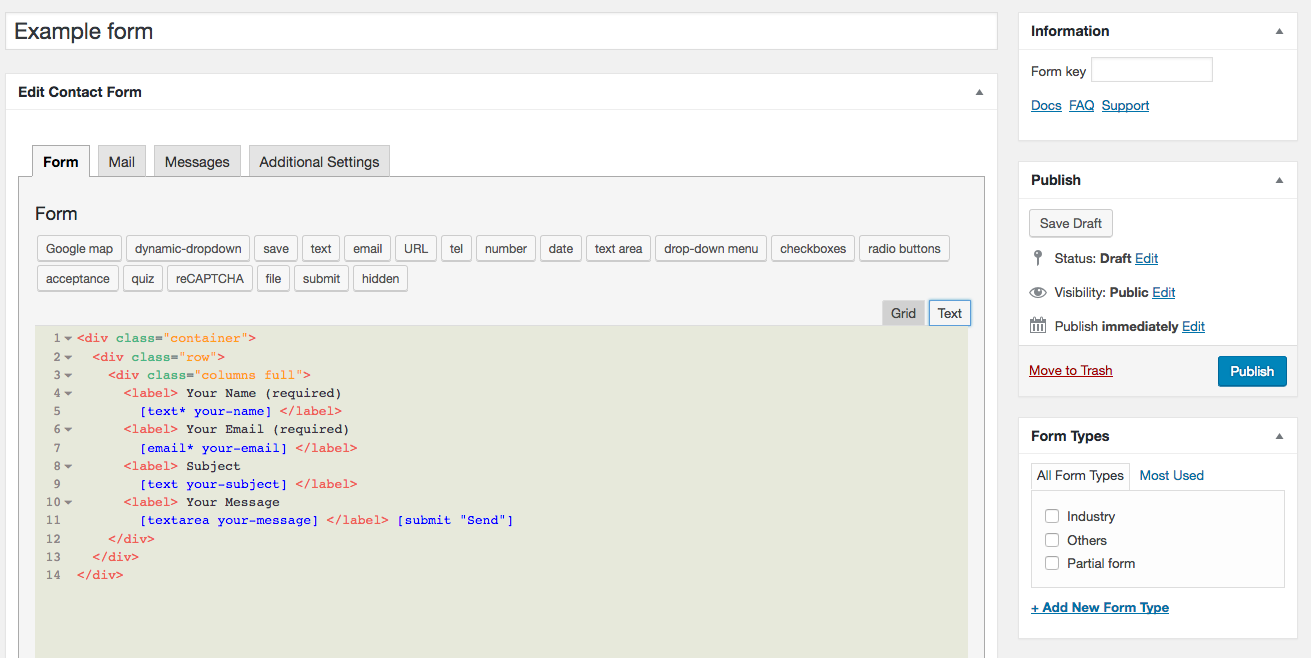 Example form
Edit Contact Form
Form Mail Messages Additional Settings
Form
Google map dynamic-dropdown save text email URL tel number date text area drop-down menu checkboxes radio buttons
acceptance quiz reCAPTCHA file submit hidden
Grid Text
1 <div class="container">
2 <div class="row">
3 <div class="columns full">
4 <label> Your Name (required)
5 [text* your-name] </label>
6 <label> Your Email (required)
7 [email* your-email] </label>
8 <label> Subject
9 [text your-subject] </label>
10 <label> Your Message
11 [textarea your-message] </label> [submit "Send"]
12 </div>
13 </div>
14 </div>
Information
Form key
Docs FAQ Support
Publish
Save Draft
Status: Draft Edit
Visibility: Public Edit
Publish immediately Edit
Move to Trash Publish
Form Types
All Form Types Most Used
Industry
Others
Partial form
+ Add New Form Type